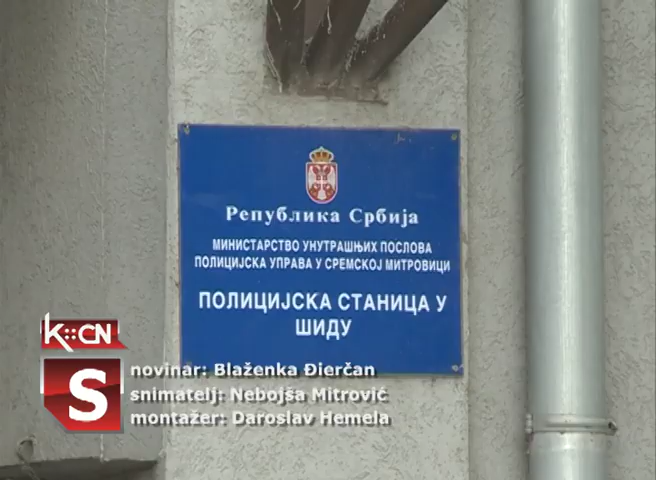 Република Србија
МИНИСТАРСТВО УНУТРАШЊИХ ПОСЛОВА
ПОЛИЦИЈСКА УПРАВА У СРЕМСКОЈ МИТРОВИЦИ
ПОЛИЦИЈСКА СТАНИЦА У
ШИДУ
K::CN
S
novinar: Blaženka Đierčan
snimatelj: Nebojša Mitrović
montažer: Daroslav Hemela